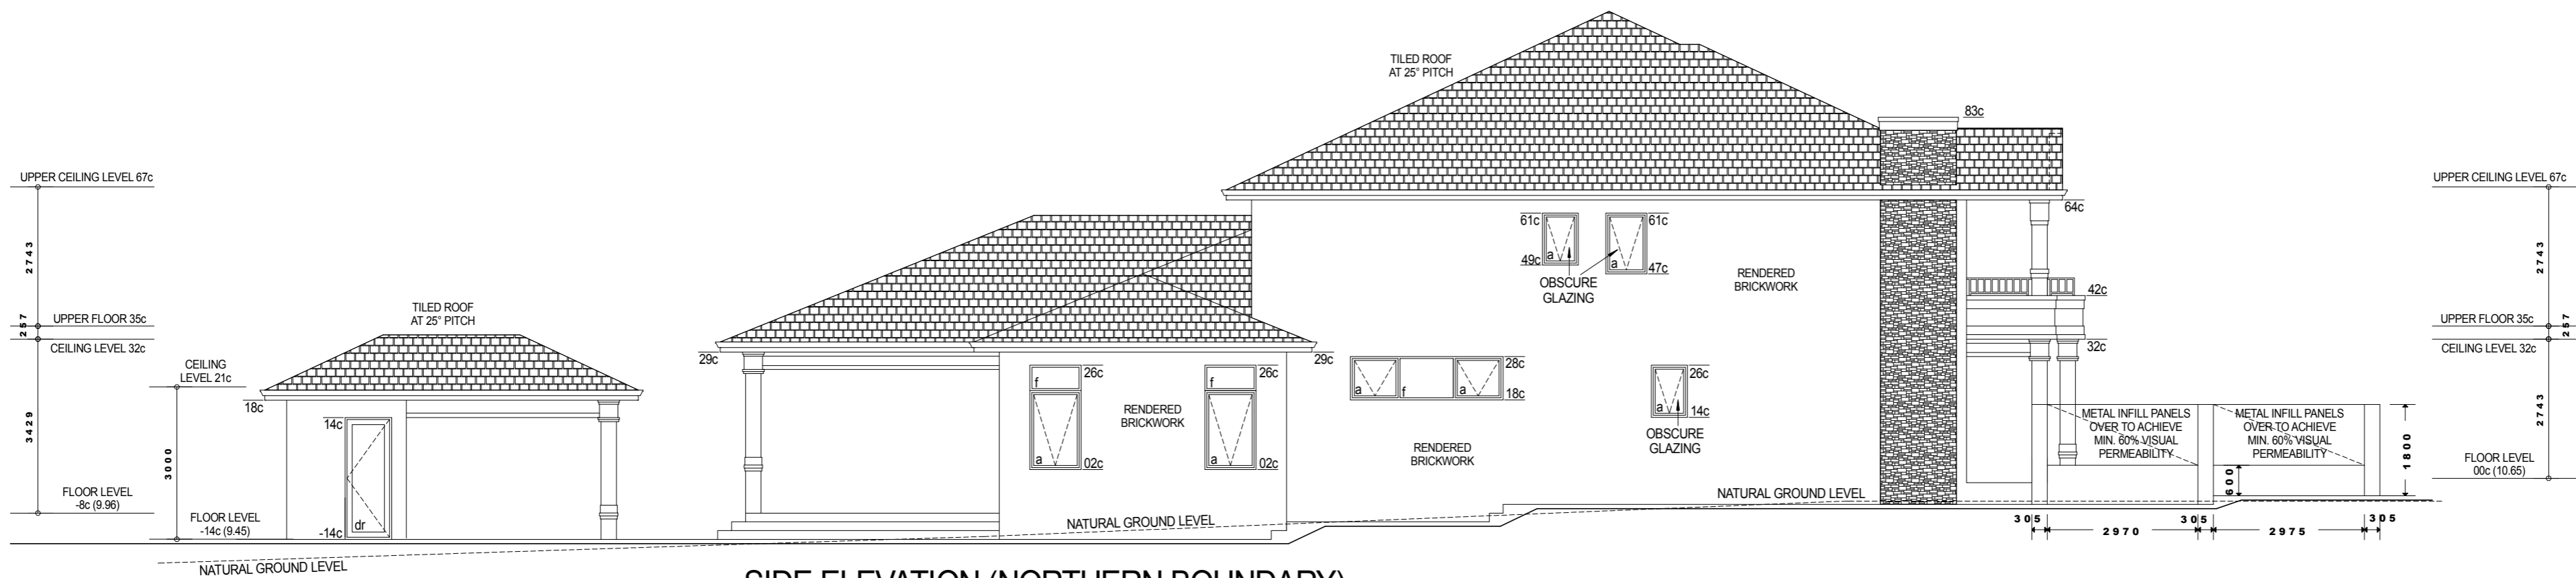 UPPER CEILING LEVEL 67c
2743
UPPER FLOOR 35c
257
CEILING LEVEL 32c
3429
FLOOR LEVEL
-8c (9.96)
CEILING
LEVEL 21c
3000
FLOOR LEVEL
-14c (9.45)
NATURAL GROUND LEVEL
TILED ROOF
AT 25° PITCH
18c
14c
dr
-14c
29c
f
26c
a
02c
RENDERED
BRICKWORK
f
26c
a
02c
29c
NATURAL GROUND LEVEL
TILED ROOF
AT 25° PITCH
83c
61c
a
49c
61c
a
47c
OBSCURE
GLAZING
RENDERED
BRICKWORK
64c
42c
32c
a
f
a
28c
18c
RENDERED
BRICKWORK
26c
a
14c
OBSCURE
GLAZING
NATURAL GROUND LEVEL
METAL INFILL PANELS
OVER TO ACHIEVE
MIN. 60% VISUAL
PERMEABILITY
METAL INFILL PANELS
OVER TO ACHIEVE
MIN. 60% VISUAL
PERMEABILITY
600
1800
305
2970
305
2975
305
UPPER CEILING LEVEL 67c
2743
UPPER FLOOR 35c
257
CEILING LEVEL 32c
2743
FLOOR LEVEL
00c (10.65)
SIDE ELEVATION (NORTHERN BOUNDARY)